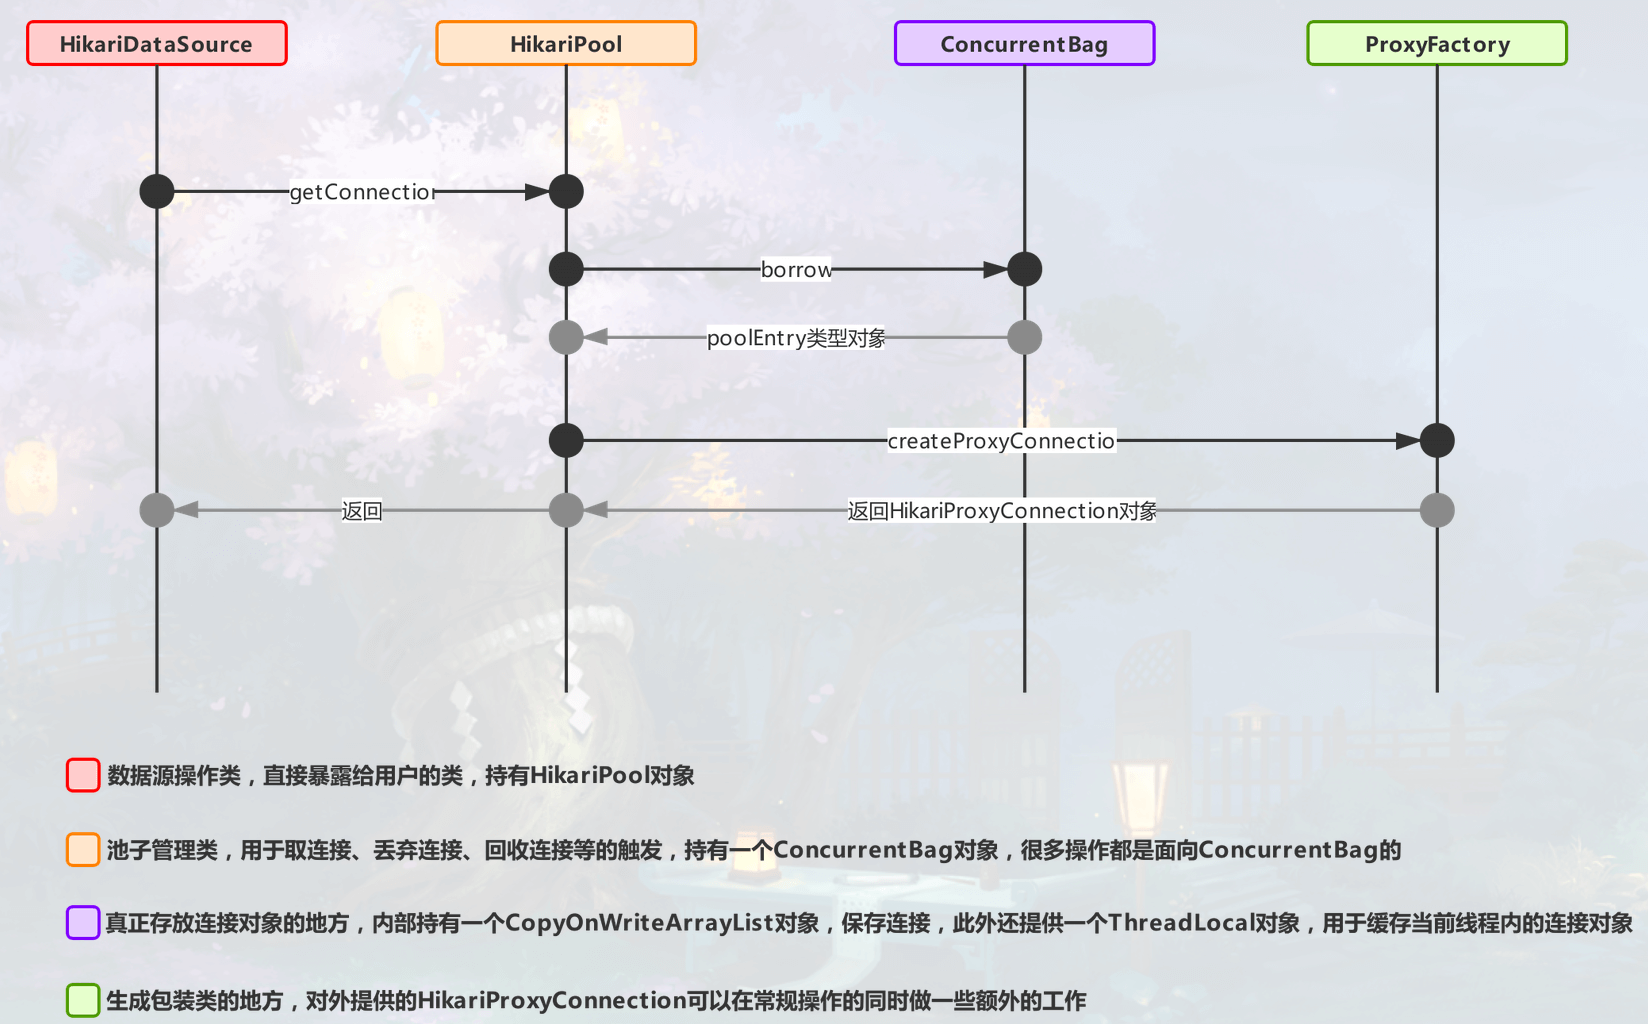 HikariDataSource
HikariPool
ConcurrentBag
ProxyFactory
getConnectio
borrow
poolEntry类型对象
createProxyConnectio
返回
返回HikariProxyConnection对象
数据源操作类，直接暴露给用户的类，持有HikariPool对象
池子管理类，用于取连接、丢弃连接、回收连接等的触发，持有一个ConcurrentBag对象，很多操作都是面向ConcurrentBag的
真正存放连接对象的地方，内部持有一个CopyOnWriteArrayList对象，保存连接，此外还提供一个ThreadLocal对象，用于缓存当前线程内的连接对象
生成包装类的地方，对外提供的HikariProxyConnection可以在常规操作的同时做一些额外的工作